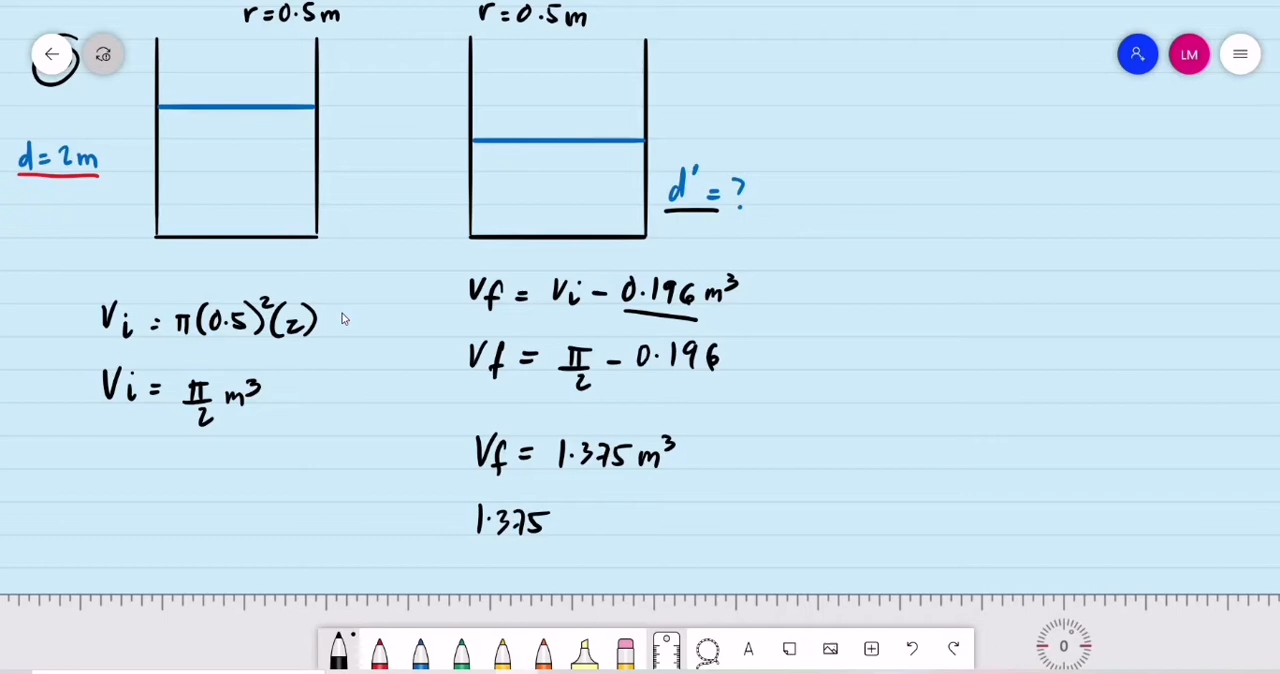 r = 0.5m
r = 0.5m
d = 2m
d' = ?
Vi = π(0.5)²(2)
Vi = π/2 m³
Vf = Vi - 0.196 m³
Vf = π/2 - 0.196
Vf = 1.375 m³
1.375
LM
A
0°